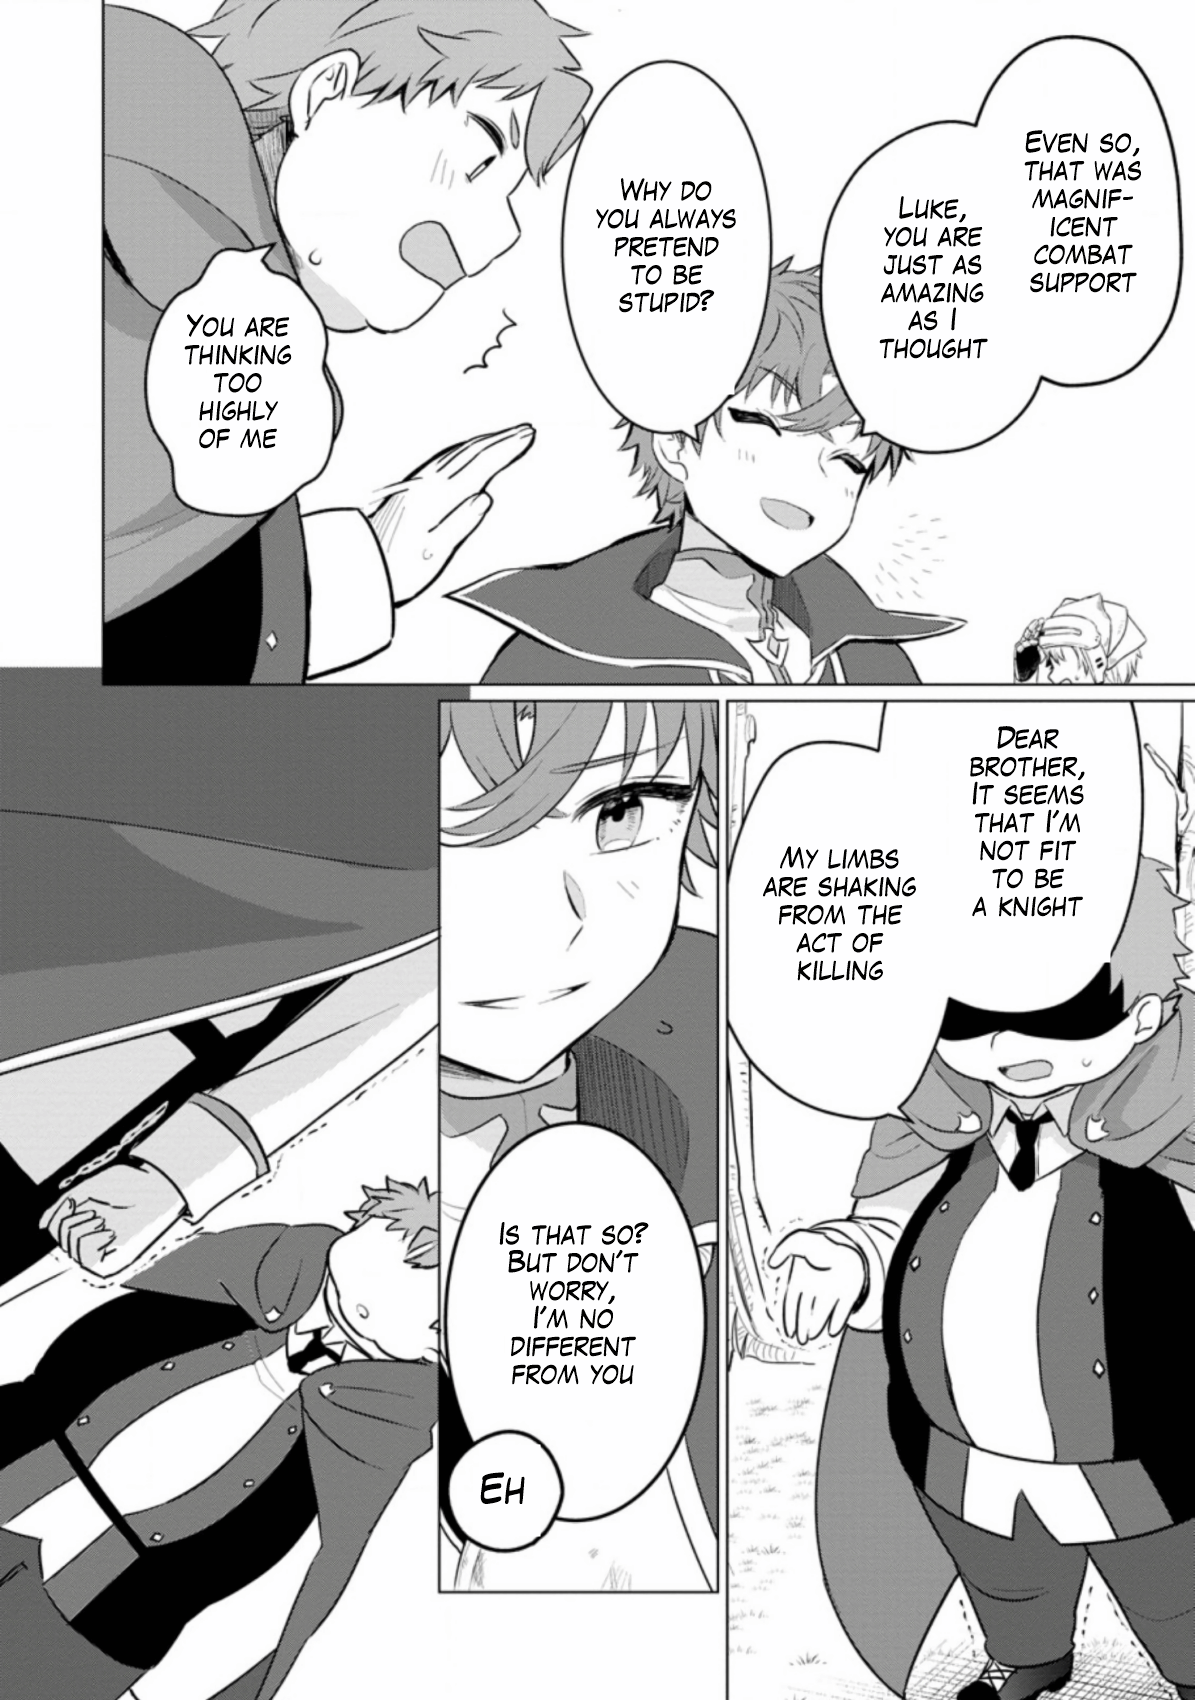 EVEN SO,
THAT WAS
MAGNIF-
ICENT
COMBAT
SUPPORT
LUKE,
YOU ARE
JUST AS
AMAZING
AS I
THOUGHT
WHY DO
YOU ALWAYS
PRETEND
TO BE
STUPID?
YOU ARE
THINKING
TOO
HIGHLY
OF ME
DEAR
BROTHER,
IT SEEMS
THAT I'M
NOT FIT
TO BE
A KNIGHT
MY LIMBS
ARE SHAKING
FROM THE
ACT OF
KILLING
IS THAT SO?
BUT DON'T
WORRY,
I'M NO
DIFFERENT
FROM YOU
EH